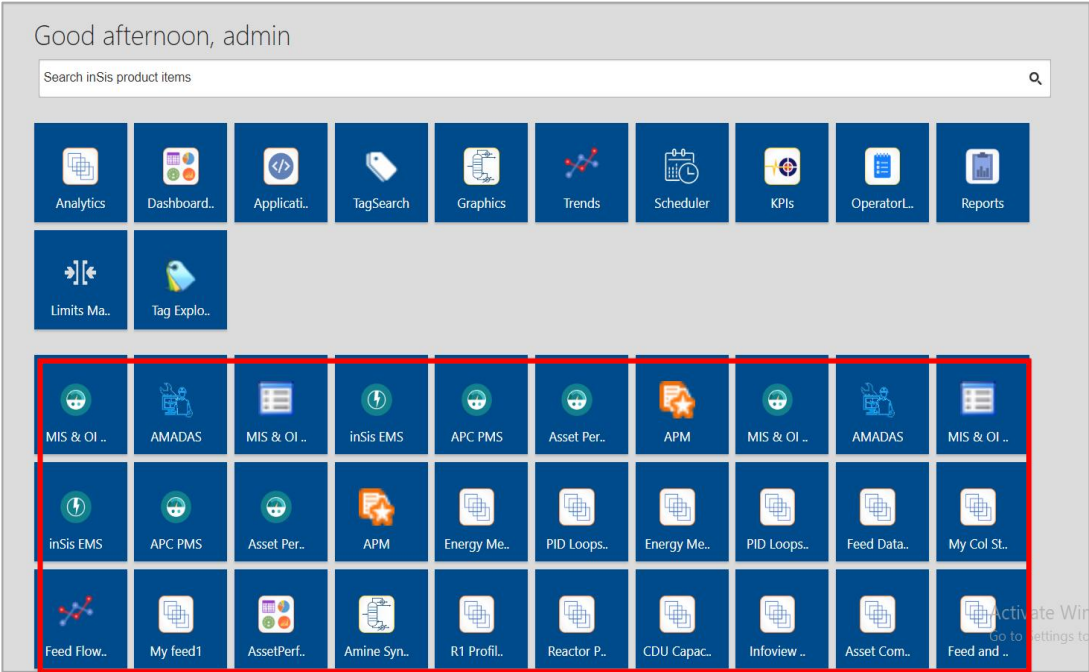 Good afternoon, admin
Search inSis product items
Analytics Dashboard.. Applicati.. TagSearch Graphics Trends Scheduler KPIs OperatorL.. Reports
Limits Ma.. Tag Explo..
MIS & OI .. AMADAS MIS & OI .. inSis EMS APC PMS Asset Per.. APM MIS & OI .. AMADAS MIS & OI ..
inSis EMS APC PMS Asset Per.. APM Energy Me.. PID Loops.. Energy Me.. PID Loops.. Feed Data.. My Col St..
Activate Win
Feed Flow.. My feed1 AssetPerf.. Amine Syn.. R1 Profil.. Reactor P.. CDU Capac.. Infoview .. Asset Com.. Feed and ..
Go to Settings to